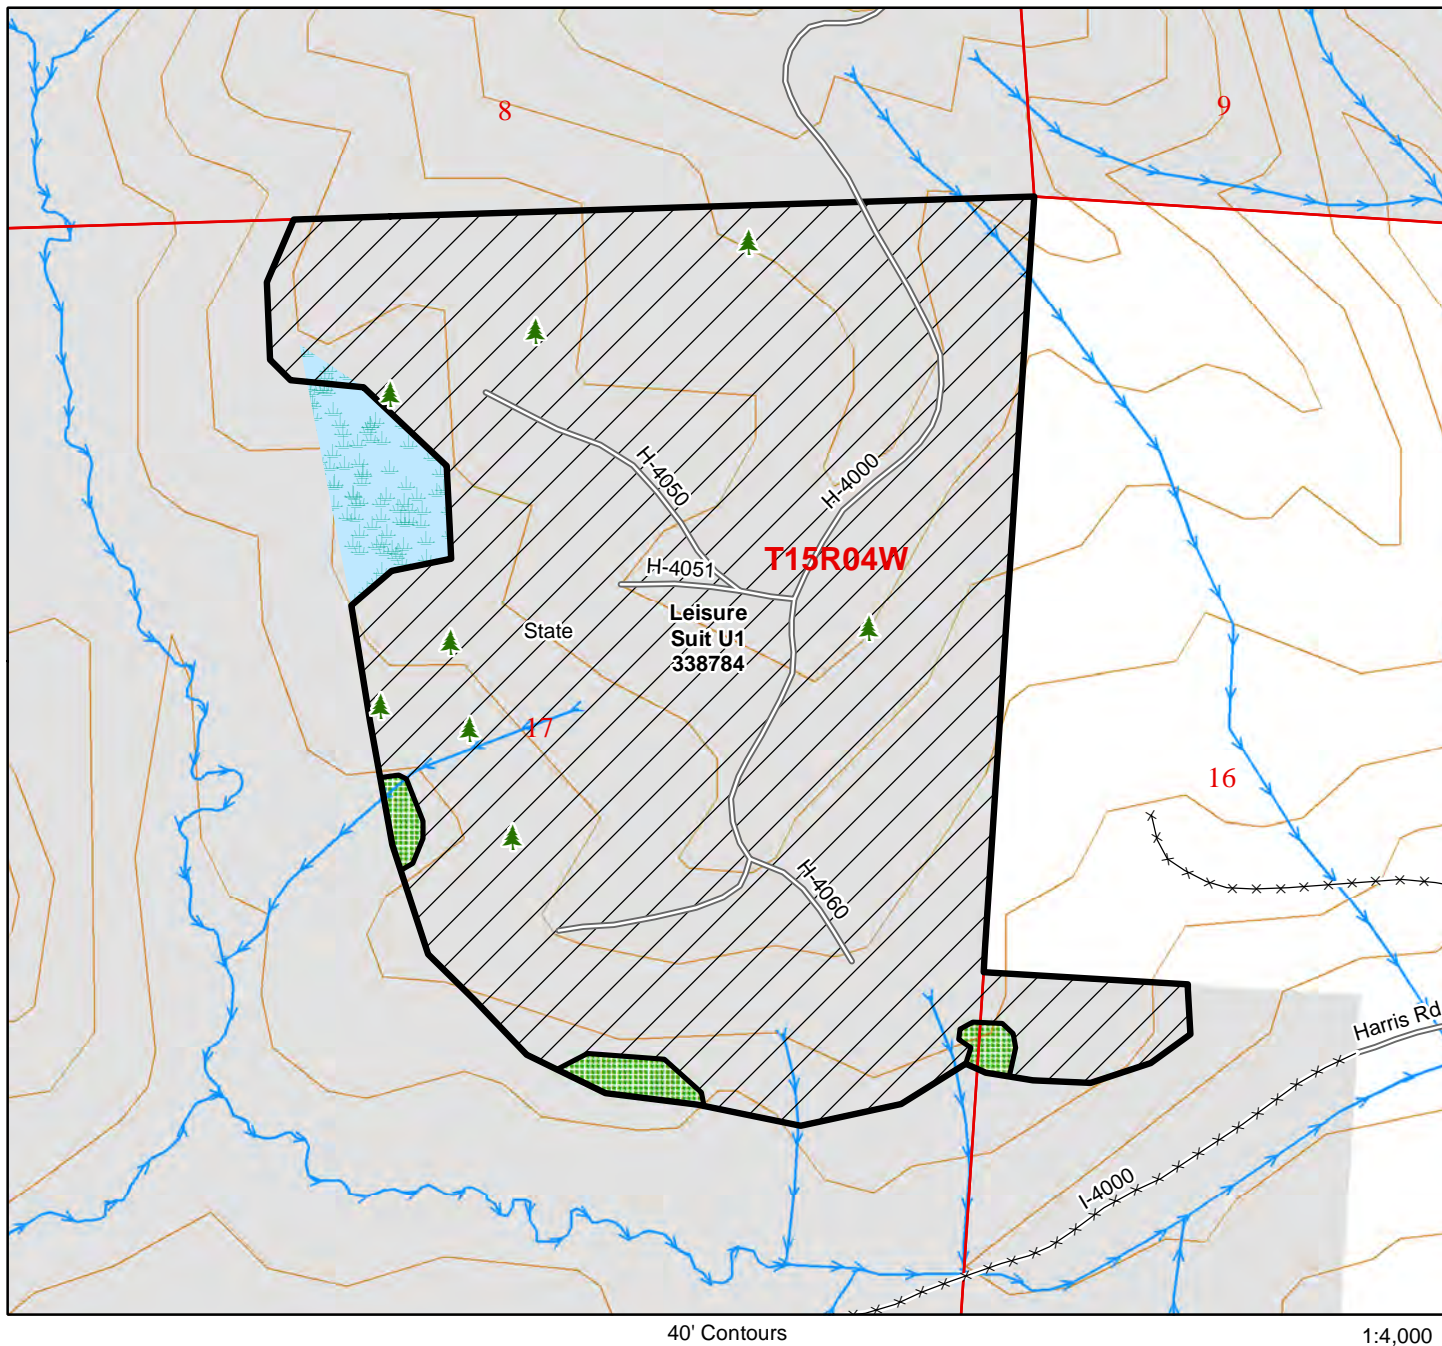 8
9
H-4050
H-4000
T15R04W
H-4051
Leisure
Suit U1
338784
State
17
16
H-4060
Harris Rd
I-4000
40' Contours
1:4,000